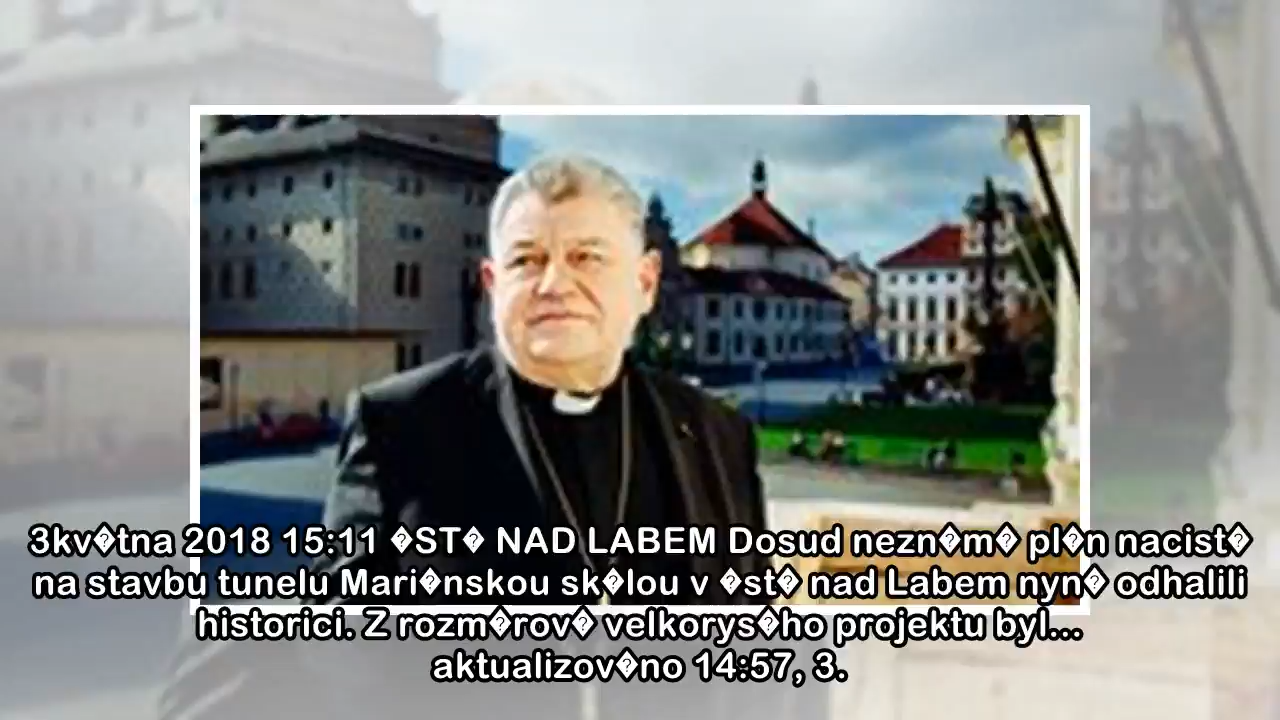 3kv�tna 2018 15:11 �ST� NAD LABEM Dosud nezn�m� pl�n nacist�
na stavbu tunelu Mari�nskou sk�lou v �st� nad Labem nyn� odhalili
historici. Z rozm�rov� velkorys�ho projektu byl...
aktualizov�no 14:57, 3.